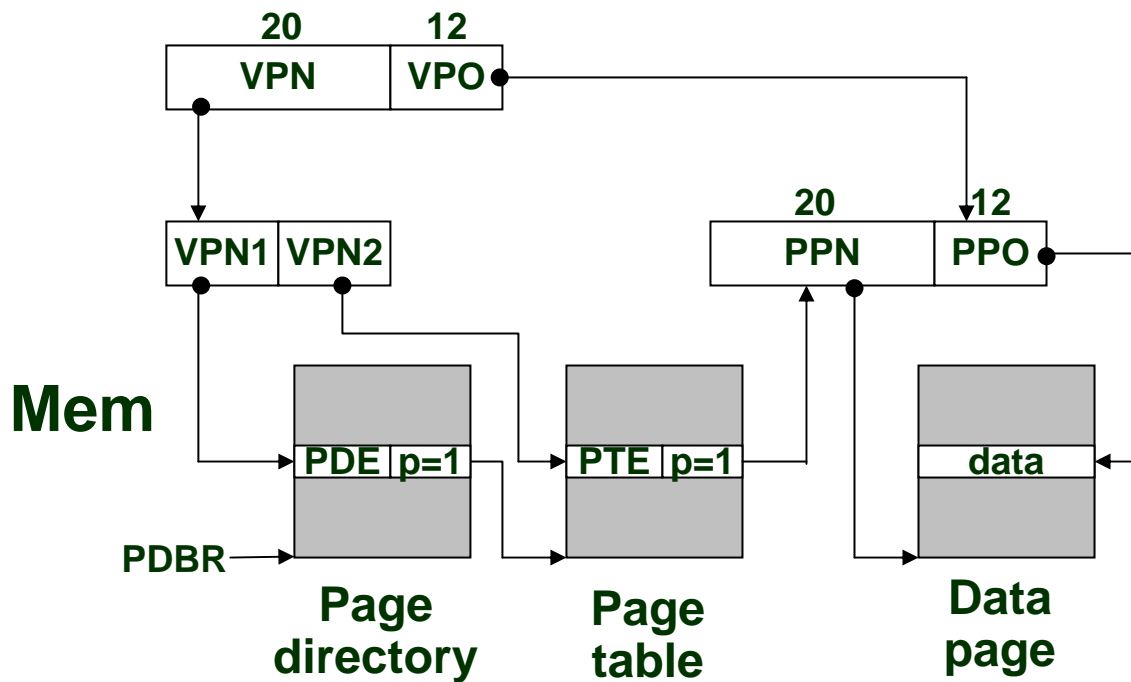 20 12
VPN VPO
20 12
VPN1 VPN2 PPN PPO
Mem
PDE p=1 PTE p=1 data
PDBR
Page directory
Page table
Data page